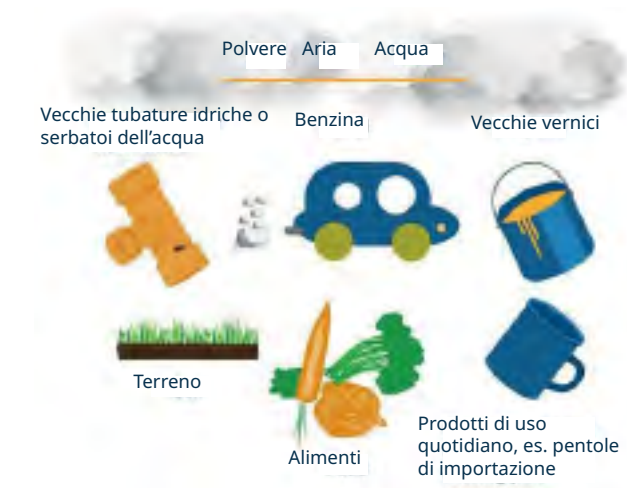 Polvere Aria Acqua
Vecchie tubature idriche o
serbatoi dell'acqua
Benzina
Vecchie vernici
Terreno
Alimenti
Prodotti di uso
quotidiano, es. pentole
di importazione